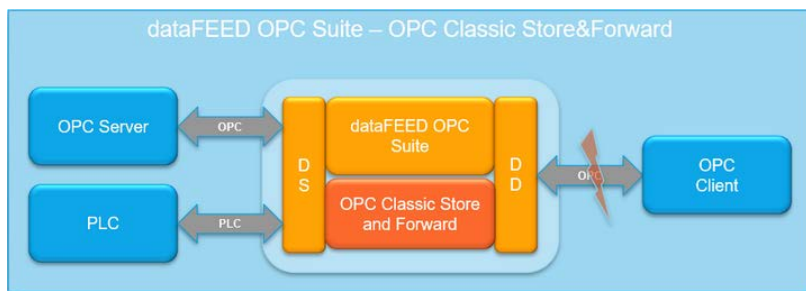 dataFEED OPC Suite – OPC Classic Store&Forward
OPC Server
OPC
D
S
dataFEED OPC
Suite
D
D
OPC
OPC
Client
PLC
PLC
OPC Classic Store
and Forward